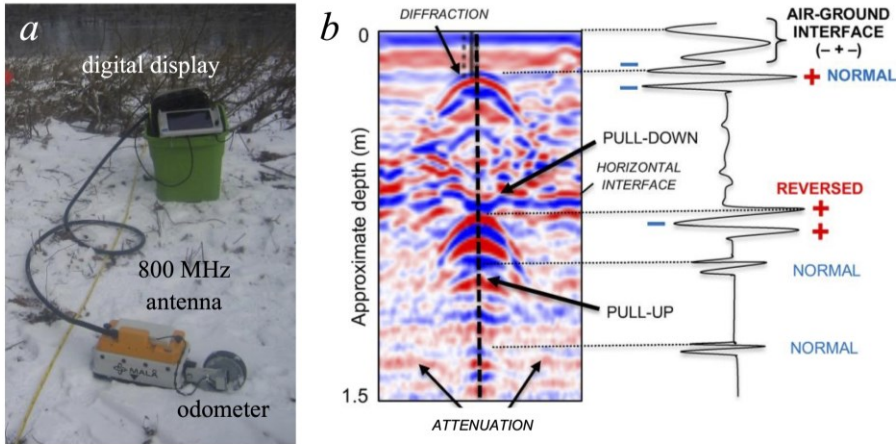 a
digital display
800 MHz
antenna
MALÅ
odometer
b
DIFFRACTION
0
Approximate depth (m)
1.5
PULL-DOWN
HORIZONTAL
INTERFACE
PULL-UP
ATTENUATION
AIR-GROUND
INTERFACE
(– + –)
–
+ NORMAL
–
REVERSED
+
–
+
NORMAL
NORMAL